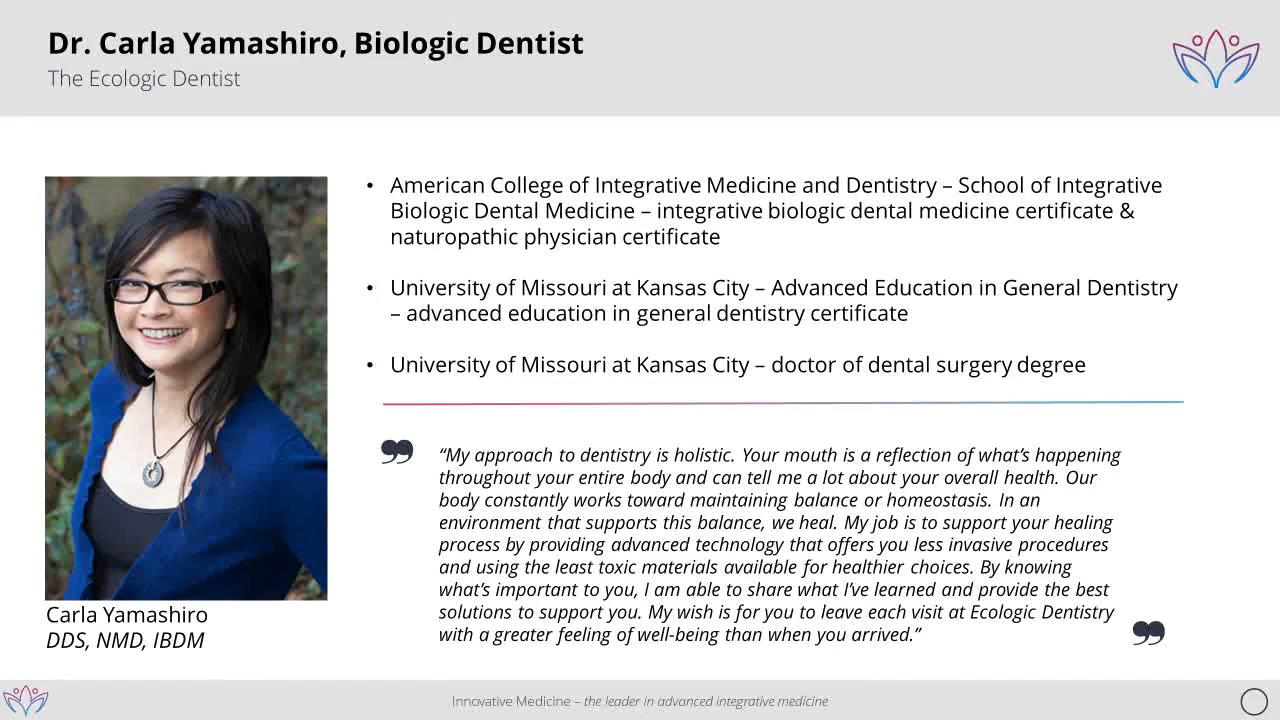 Dr. Carla Yamashiro, Biologic Dentist
The Ecologic Dentist
• American College of Integrative Medicine and Dentistry – School of Integrative
Biologic Dental Medicine – integrative biologic dental medicine certificate &
naturopathic physician certificate
• University of Missouri at Kansas City – Advanced Education in General Dentistry
– advanced education in general dentistry certificate
• University of Missouri at Kansas City – doctor of dental surgery degree
“My approach to dentistry is holistic. Your mouth is a reflection of what’s happening
throughout your entire body and can tell me a lot about your overall health. Our
body constantly works toward maintaining balance or homeostasis. In an
environment that supports this balance, we heal. My job is to support your healing
process by providing advanced technology that offers you less invasive procedures
and using the least toxic materials available for healthier choices. By knowing
what’s important to you, I am able to share what I’ve learned and provide the best
solutions to support you. My wish is for you to leave each visit at Ecologic Dentistry
with a greater feeling of well-being than when you arrived.”
Carla Yamashiro
DDS, NMD, IBDM
Innovative Medicine – the leader in advanced integrative medicine